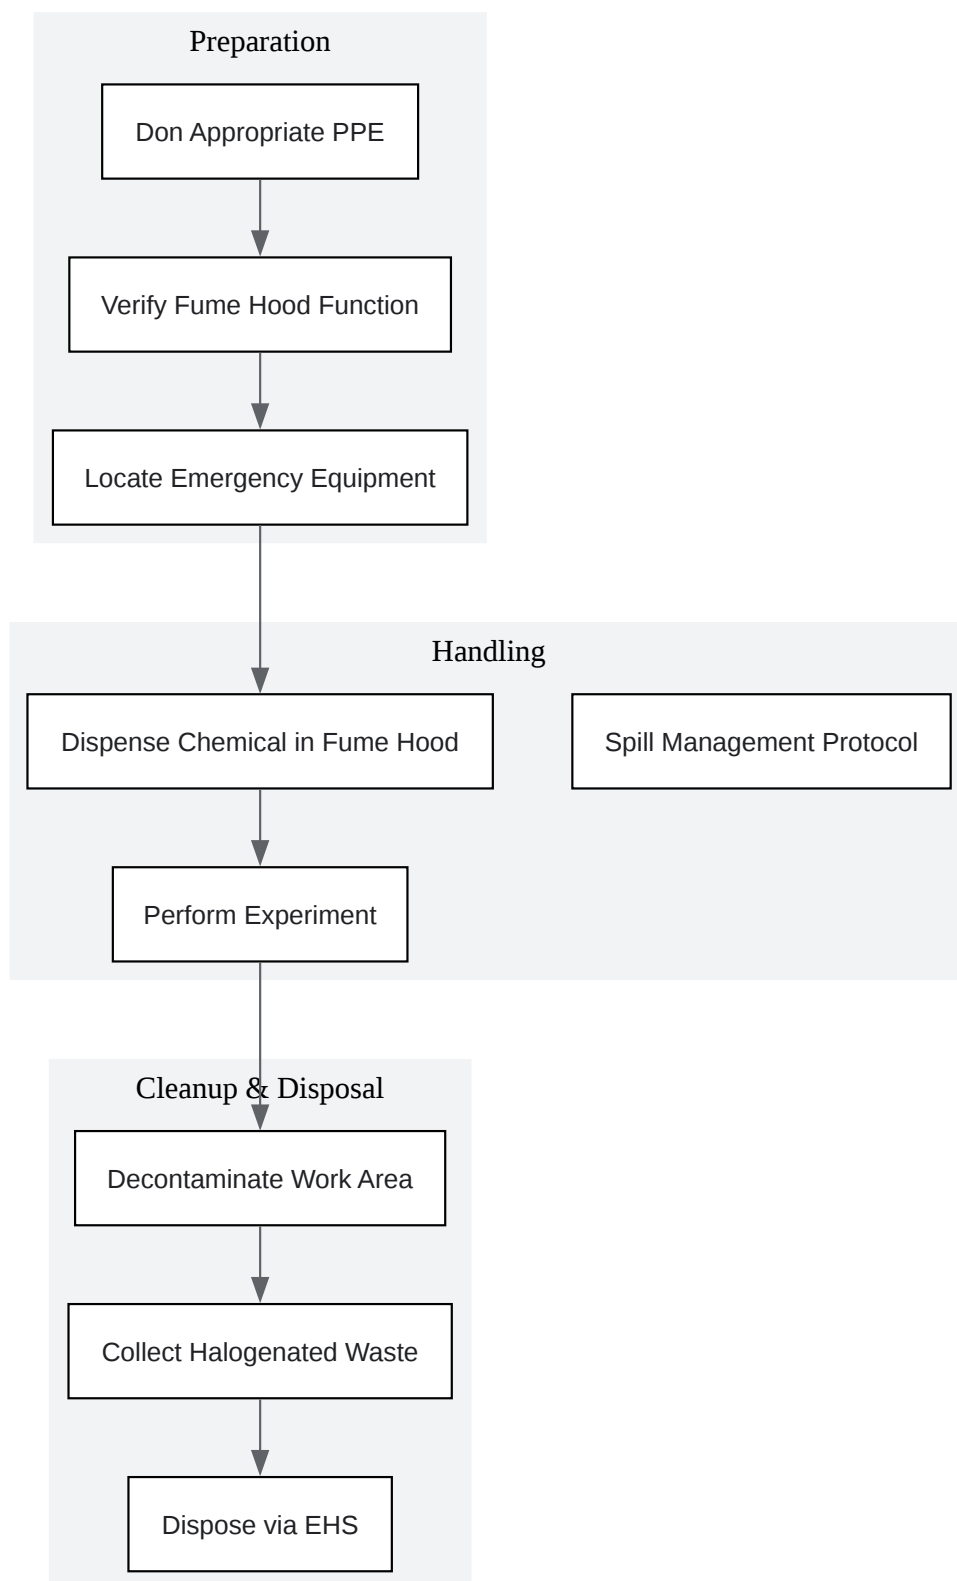 Preparation
Don Appropriate PPE
Verify Fume Hood Function
Locate Emergency Equipment
Handling
Dispense Chemical in Fume Hood
Spill Management Protocol
Perform Experiment
Cleanup & Disposal
Decontaminate Work Area
Collect Halogenated Waste
Dispose via EHS